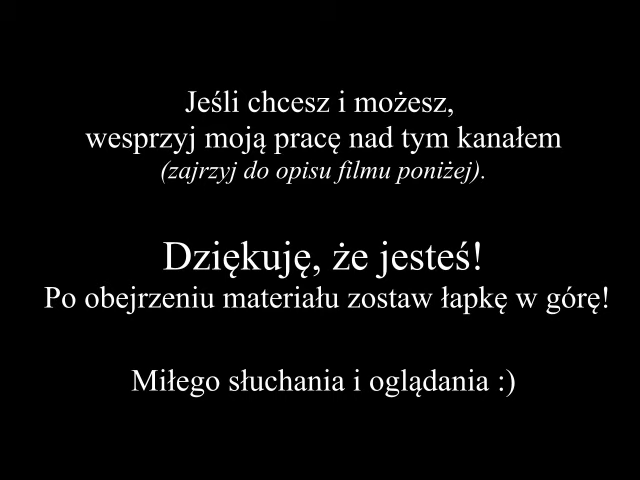 Jeśli chcesz i możesz,
wesprzyj moją pracę nad tym kanałem
(zajrzyj do opisu filmu poniżej).
Dziękuję, że jesteś!
Po obejrzeniu materiału zostaw łapkę w górę!
Miłego słuchania i oglądania :)